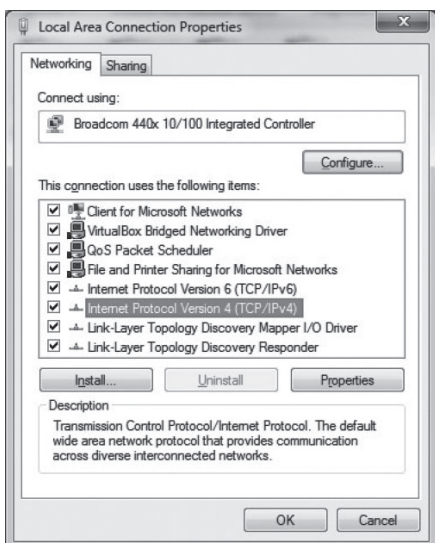 Local Area Connection Properties
Networking
Sharing
Connect using:
Broadcom 440x 10/100 Integrated Controller
Configure...
This connection uses the following items:
Client for Microsoft Networks
VirtualBox Bridged Networking Driver
QoS Packet Scheduler
File and Printer Sharing for Microsoft Networks
Internet Protocol Version 6 (TCP/IPv6)
Internet Protocol Version 4 (TCP/IPv4)
Link-Layer Topology Discovery Mapper I/O Driver
Link-Layer Topology Discovery Responder
Install...
Uninstall
Properties
Description
Transmission Control Protocol/Internet Protocol. The default
wide area network protocol that provides communication
across diverse interconnected networks.
OK
Cancel